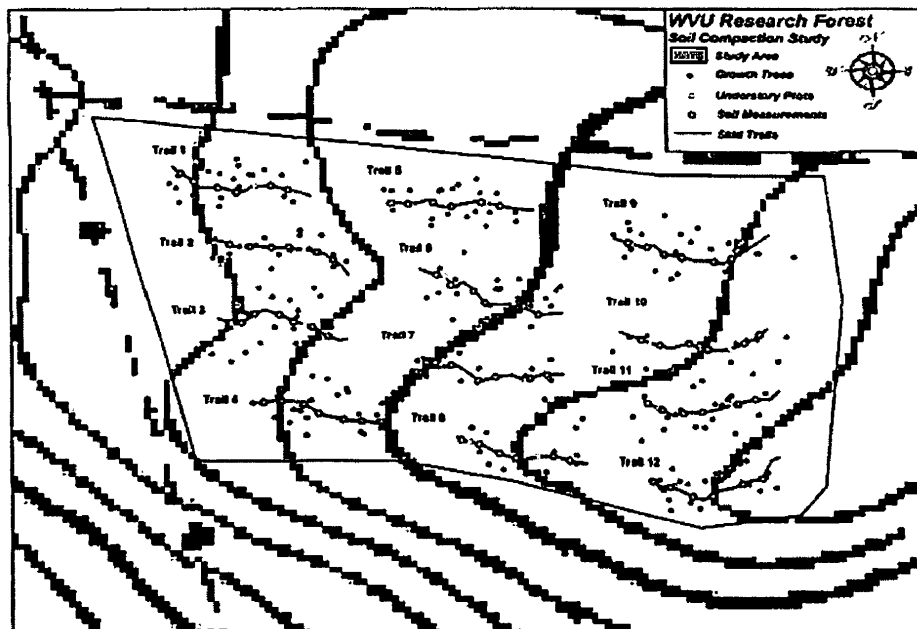 WVU Research Forest
Soil Compaction Study
Study Area
Growth Trees
Understory Plots
Soil Measurements
Skid Trails
Trail 1
Trail 5
Trail 9
Trail 2
Trail 6
Trail 3
Trail 10
Trail 7
Trail 11
Trail 4
Trail 8
Trail 12